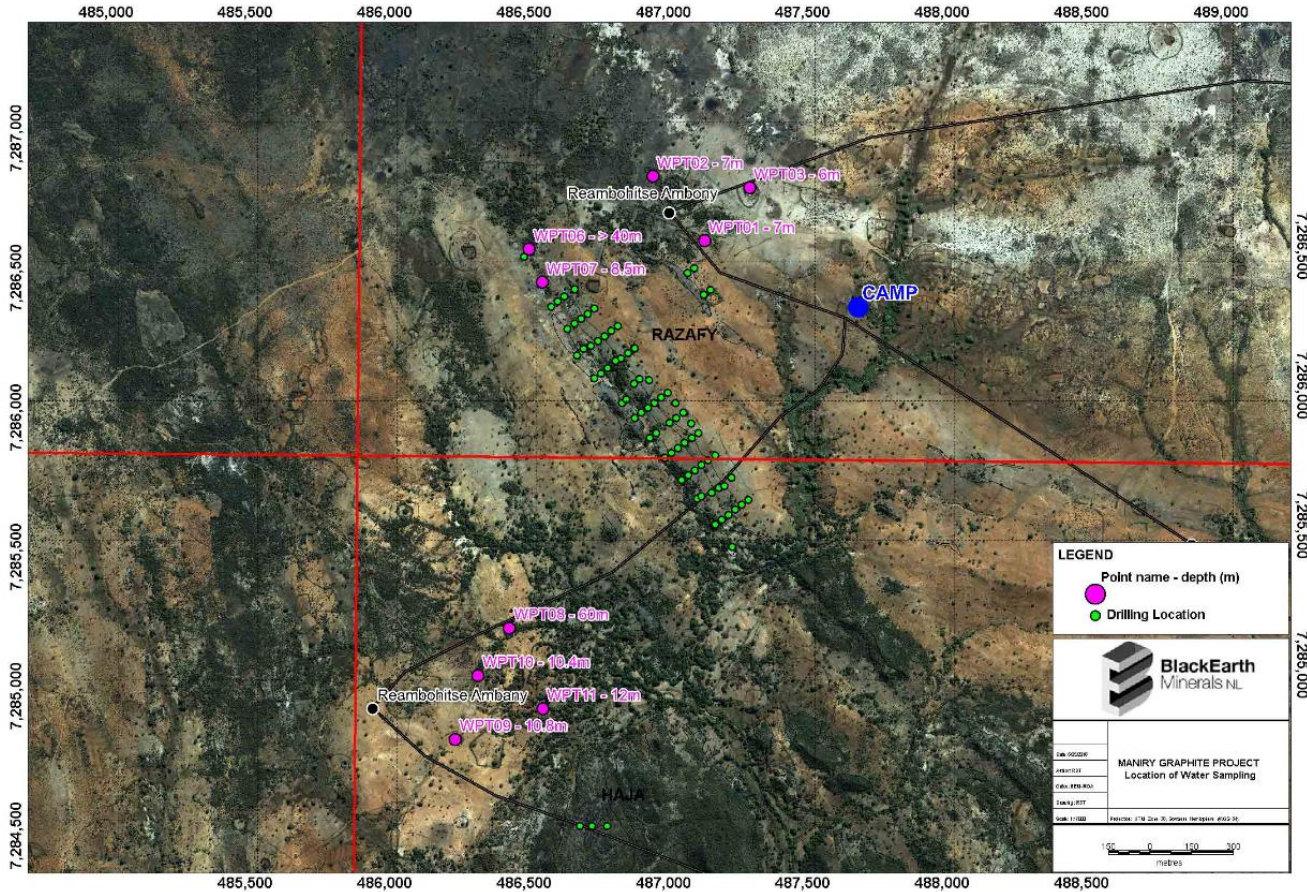 485,000 485,500 486,000 486,500 487,000 487,500 488,000 488,500 489,000
7,287,000
7,286,500
7,286,000
7,285,500
7,285,000
7,284,500
WPT02 - 7m
WPT03 - 6m
Reambohitse Ambony
WPT01 - 7m
WPT06 - > 40m
WPT07 - 8.5m
CAMP
RAZAFY
WPT08 - 60m
WPT10 - 10.4m
Reambohitse Ambany
WPT11 - 12m
WPT09 - 10.8m
HAJA
7,286,500
7,286,000
7,286,500
7,286,000
LEGEND
Point name - depth (m)
Drilling Location
BlackEarth
Minerals NL
MANIRY GRAPHITE PROJECT
Location of Water Sampling
150 0 150 300
metres
485,500 486,000 486,500 487,000 487,500